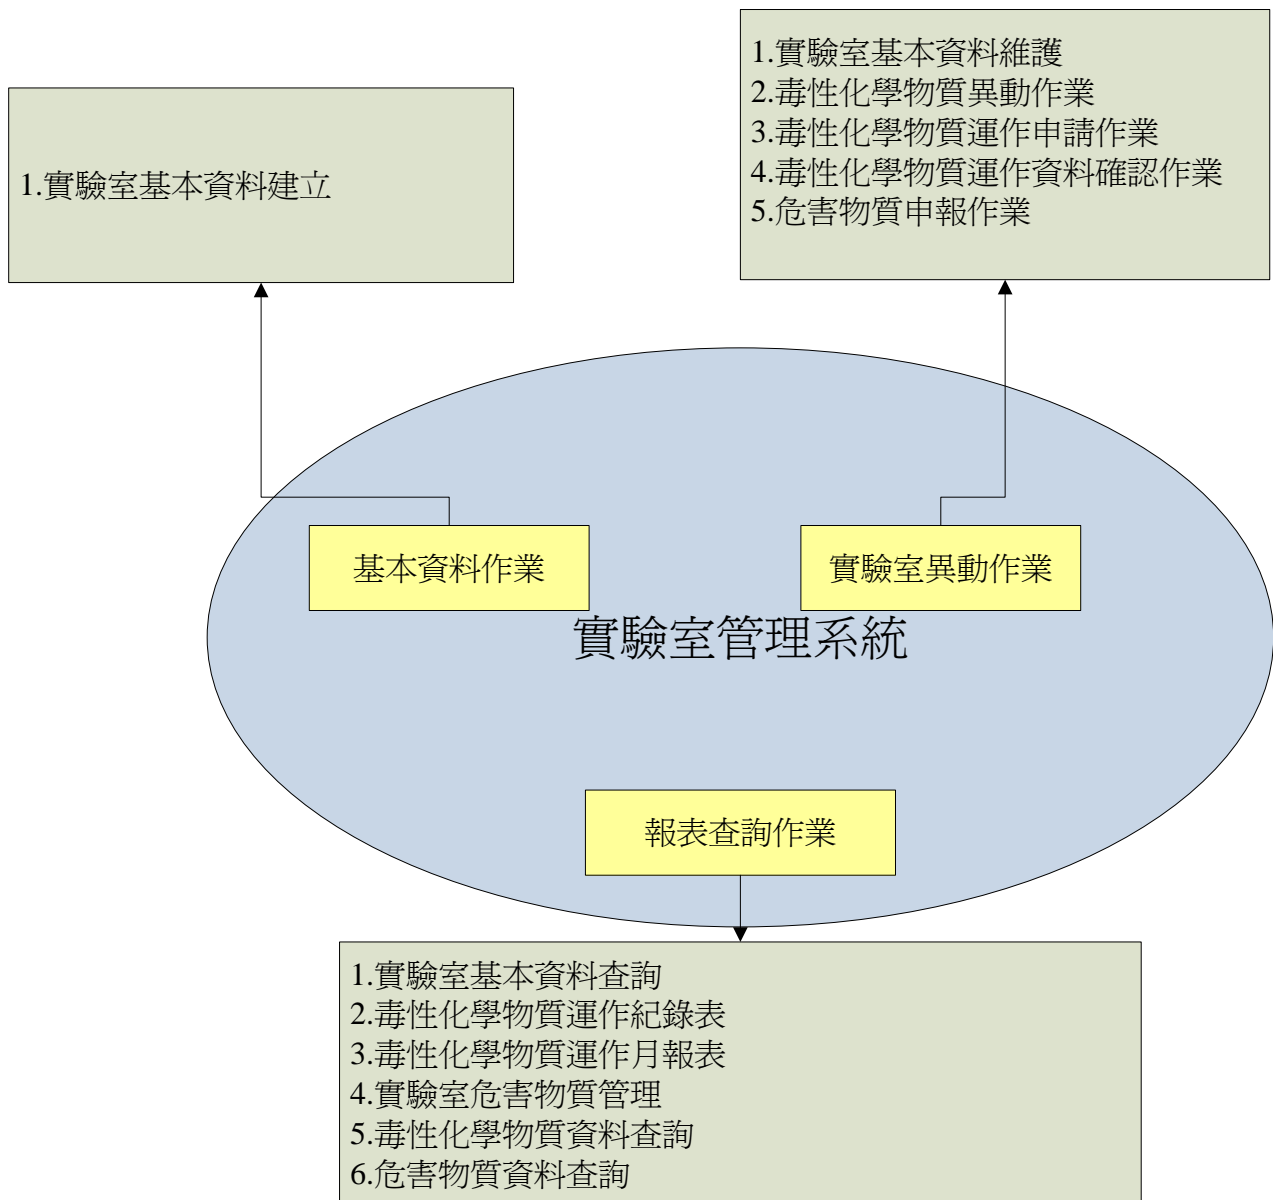 1.實驗室基本資料建立
1.實驗室基本資料維護
2.毒性化學物質異動作業
3.毒性化學物質運作申請作業
4.毒性化學物質運作資料確認作業
5.危害物質申報作業
基本資料作業
實驗室異動作業
實驗室管理系統
報表查詢作業
1.實驗室基本資料查詢
2.毒性化學物質運作紀錄表
3.毒性化學物質運作月報表
4.實驗室危害物質管理
5.毒性化學物質資料查詢
6.危害物質資料查詢